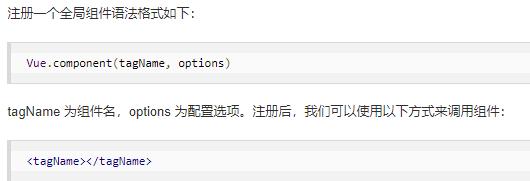 注册一个全局组件语法格式如下：
Vue.component(tagName, options)
tagName 为组件名，options 为配置选项。注册后，我们可以使用以下方式来调用组件：
<tagName></tagName>